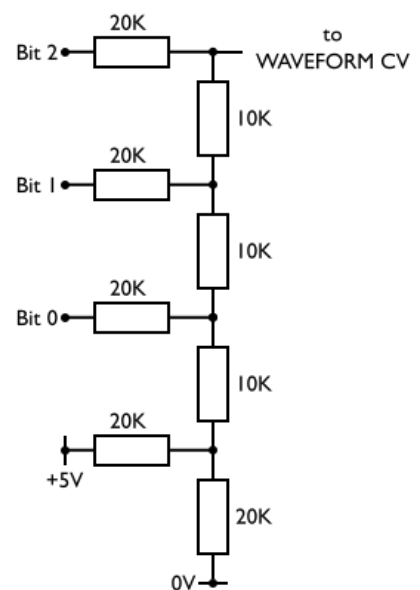 20K
to
Bit 2
WAVEFORM CV
10K
20K
Bit 1
10K
20K
Bit 0
10K
20K
+5V
20K
0V